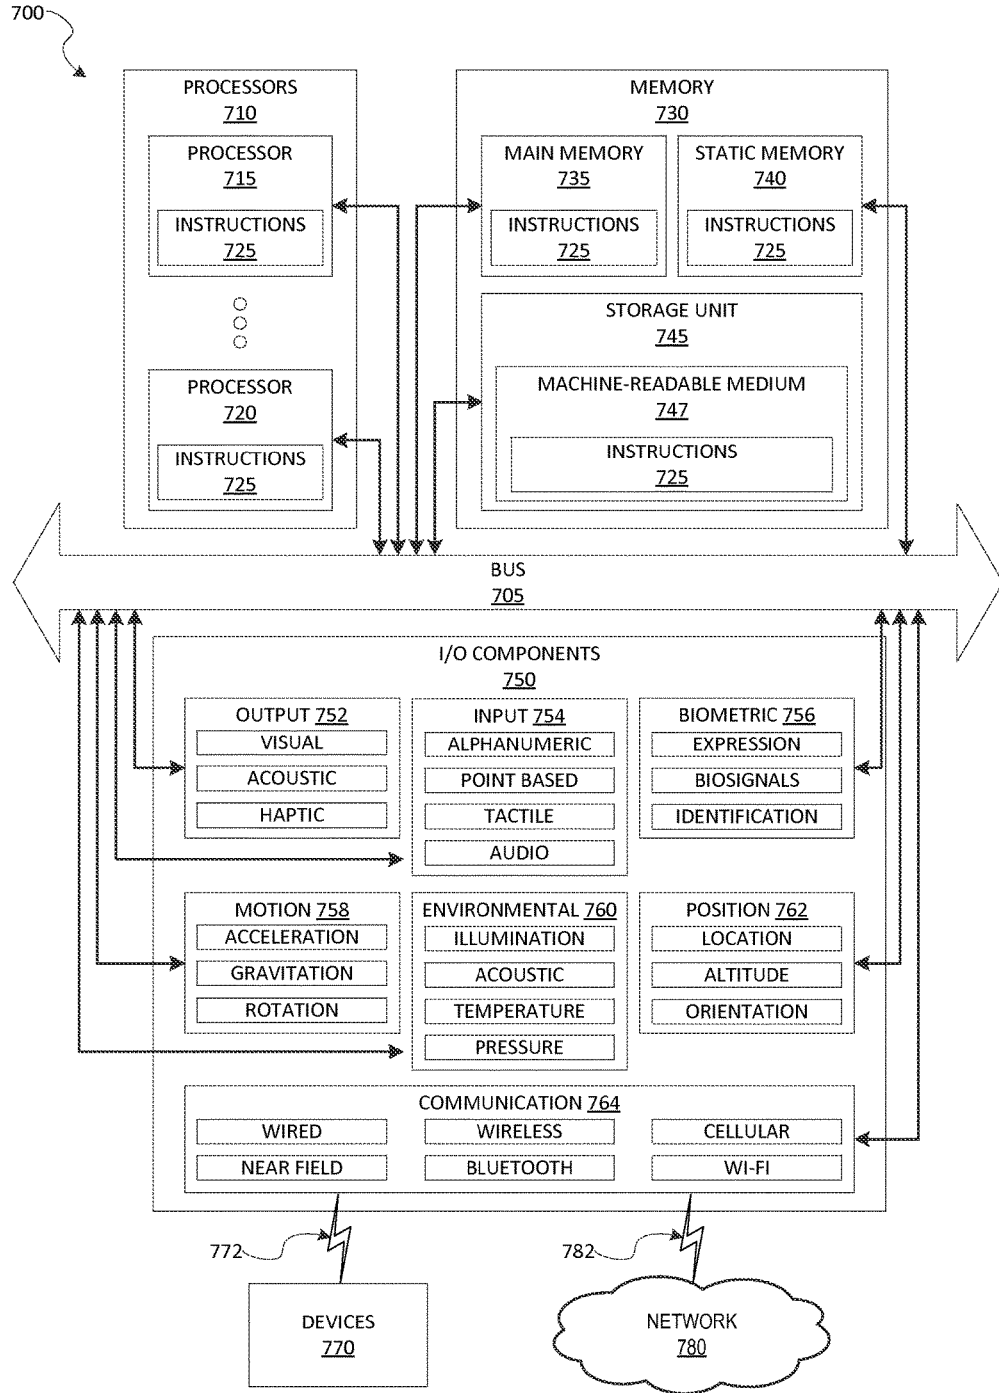 700
PROCESSORS
710
PROCESSOR
715
INSTRUCTIONS
725
PROCESSOR
720
INSTRUCTIONS
725
MEMORY
730
MAIN MEMORY
735
INSTRUCTIONS
725
STATIC MEMORY
740
INSTRUCTIONS
725
STORAGE UNIT
745
MACHINE-READABLE MEDIUM
747
INSTRUCTIONS
725
BUS
705
I/O COMPONENTS
750
OUTPUT 752
VISUAL
ACOUSTIC
HAPTIC
INPUT 754
ALPHANUMERIC
POINT BASED
TACTILE
AUDIO
BIOMETRIC 756
EXPRESSION
BIOSIGNALS
IDENTIFICATION
MOTION 758
ACCELERATION
GRAVITATION
ROTATION
ENVIRONMENTAL 760
ILLUMINATION
ACOUSTIC
TEMPERATURE
PRESSURE
POSITION 762
LOCATION
ALTITUDE
ORIENTATION
COMMUNICATION 764
WIRED
WIRELESS
CELLULAR
NEAR FIELD
BLUETOOTH
WI-FI
772
782
DEVICES
770
NETWORK
780